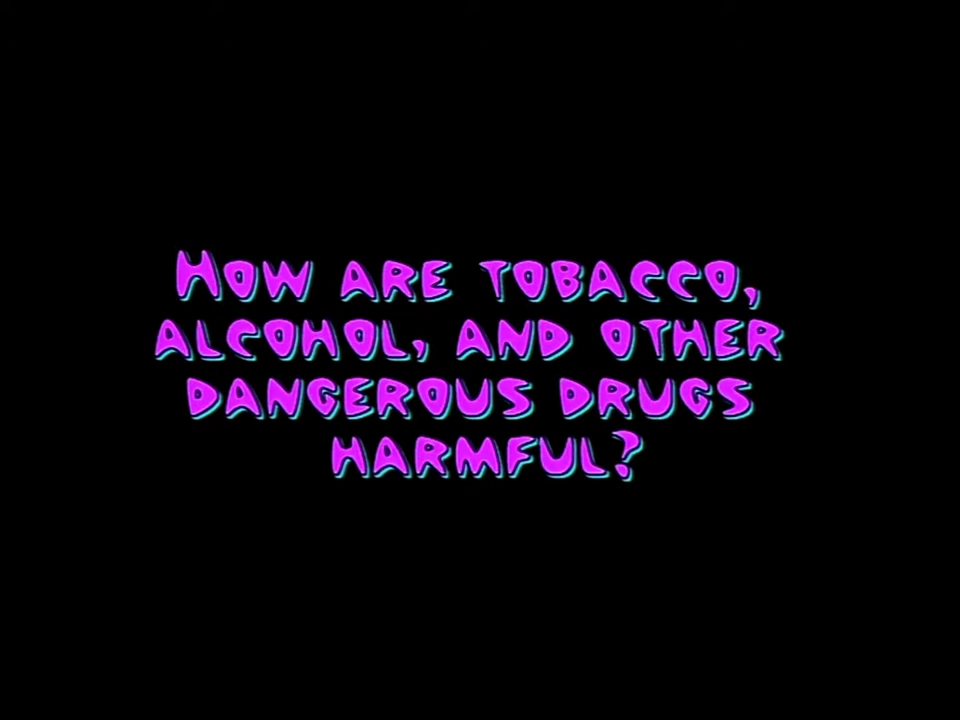 How are tobacco,
alcohol, and other
dangerous drugs
harmful?